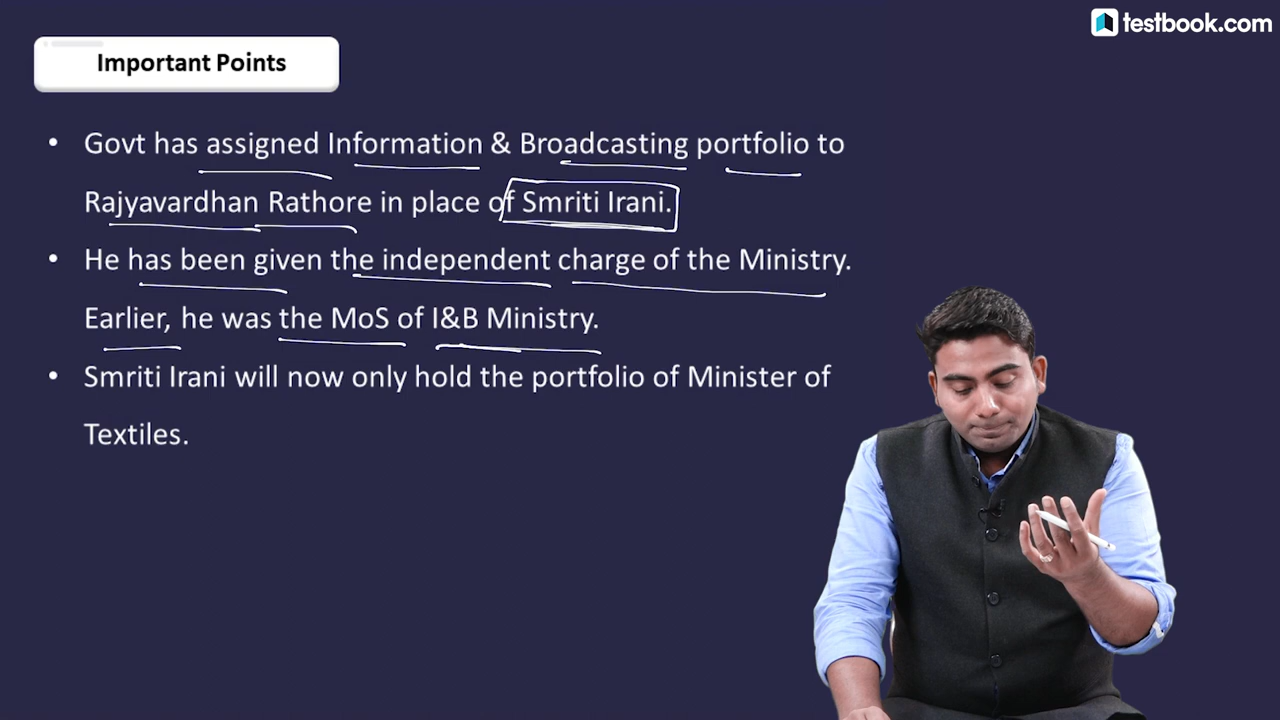 testbook.com
Important Points
• Govt has assigned Information & Broadcasting portfolio to
Rajyavardhan Rathore in place of Smriti Irani.
• He has been given the independent charge of the Ministry.
Earlier, he was the MoS of I&B Ministry.
• Smriti Irani will now only hold the portfolio of Minister of
Textiles.